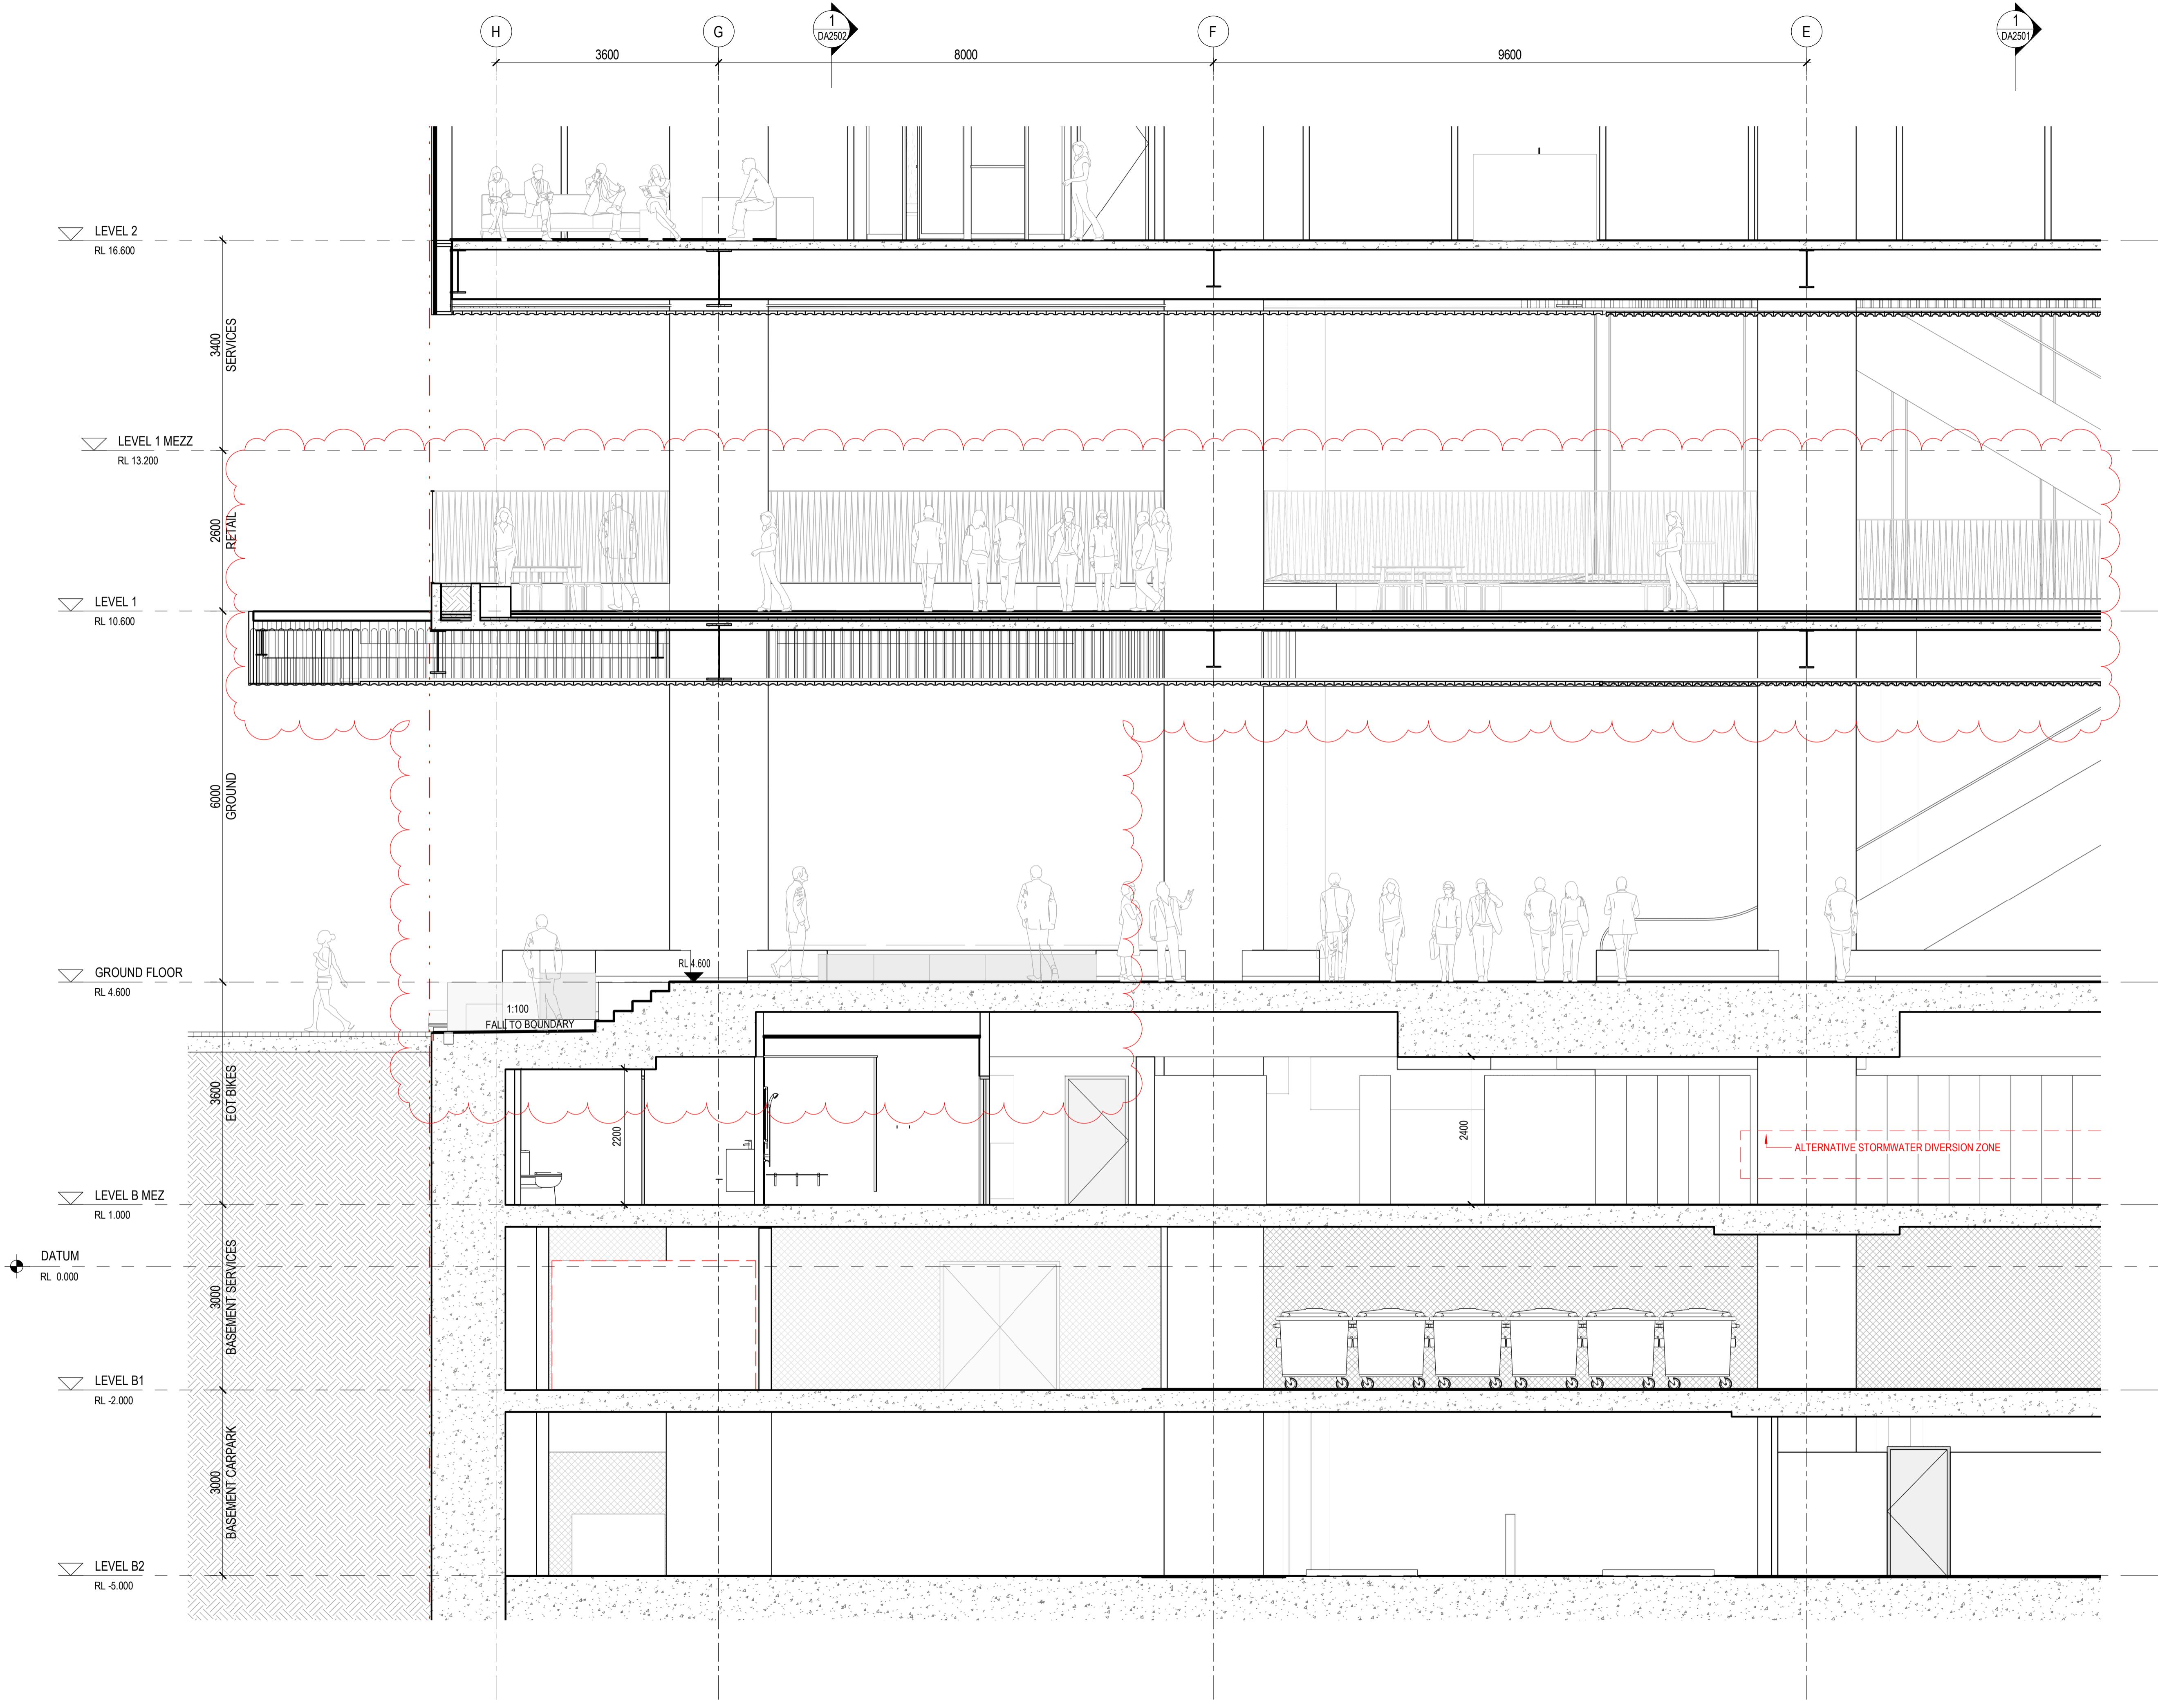 H
G
1
DA2502
F
E
1
DA2501
3600
8000
9600
LEVEL 2
RL 16.600
3400
SERVICES
LEVEL 1 MEZZ
RL 13.200
2600
RETAIL
LEVEL 1
RL 10.600
6000
GROUND
GROUND FLOOR
RL 4.600
RL 4.600
1:100
FALL TO BOUNDARY
3600
EOT BIKES
2200
2400
ALTERNATIVE STORMWATER DIVERSION ZONE
LEVEL B MEZ
RL 1.000
DATUM
RL 0.000
3000
BASEMENT SERVICES
LEVEL B1
RL -2.000
3000
BASEMENT CARPARK
LEVEL B2
RL -5.000